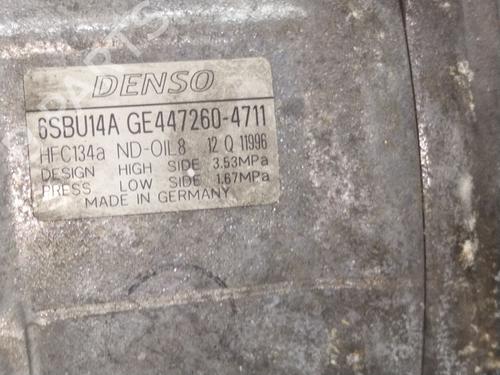 DENSO
6SBU14A GE447260-4711
HFC134a ND-OIL8 12 Q 11996
DESIGN HIGH SIDE 3.53MPa
PRESS LOW SIDE 1.67MPa
MADE IN GERMANY